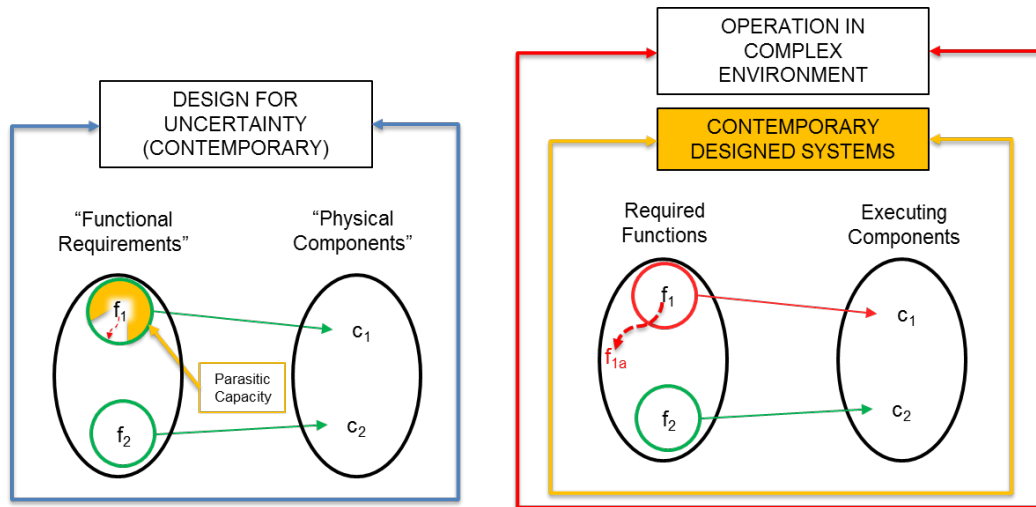 DESIGN FOR
UNCERTAINTY
(CONTEMPORARY)
“Functional
Requirements”
“Physical
Components”
f1
c1
Parasitic
Capacity
f2
c2
OPERATION IN
COMPLEX
ENVIRONMENT
CONTEMPORARY
DESIGNED SYSTEMS
Required
Functions
Executing
Components
f1
c1
f1a
f2
c2